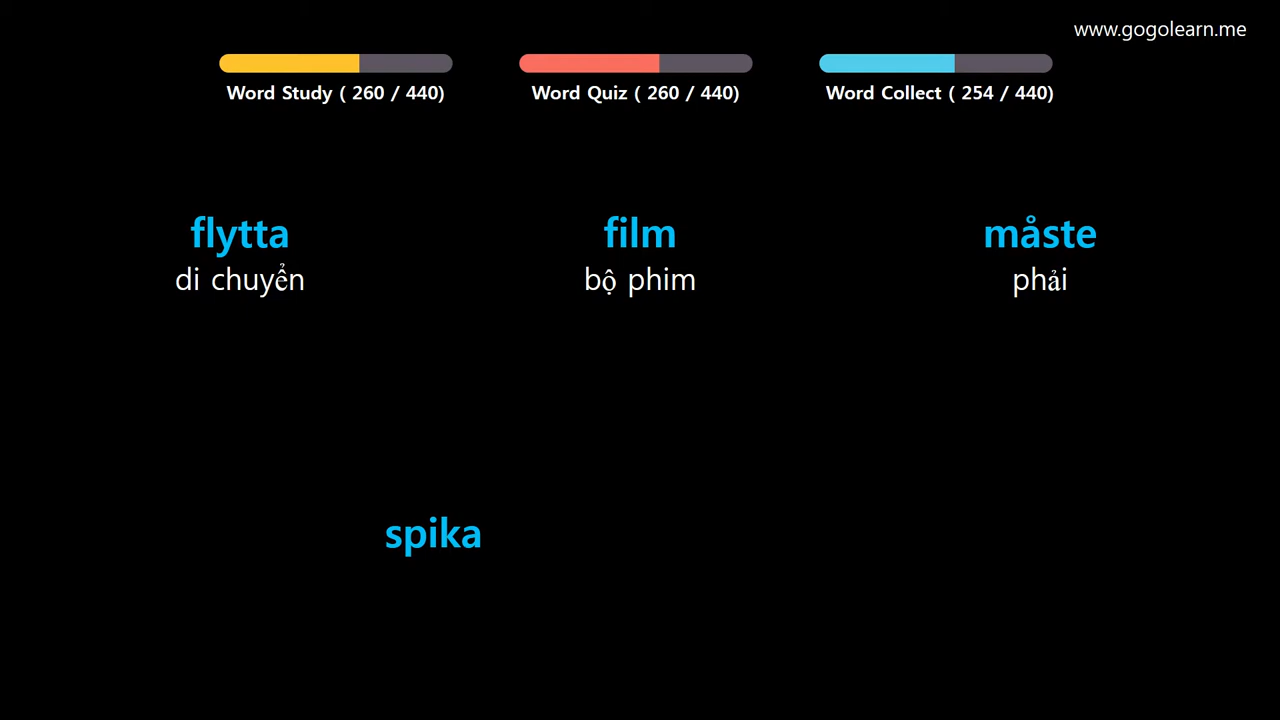 www.gogolearn.me
Word Study ( 260 / 440)
Word Quiz ( 260 / 440)
Word Collect ( 254 / 440)
flytta
di chuyển
film
bộ phim
måste
phải
spika